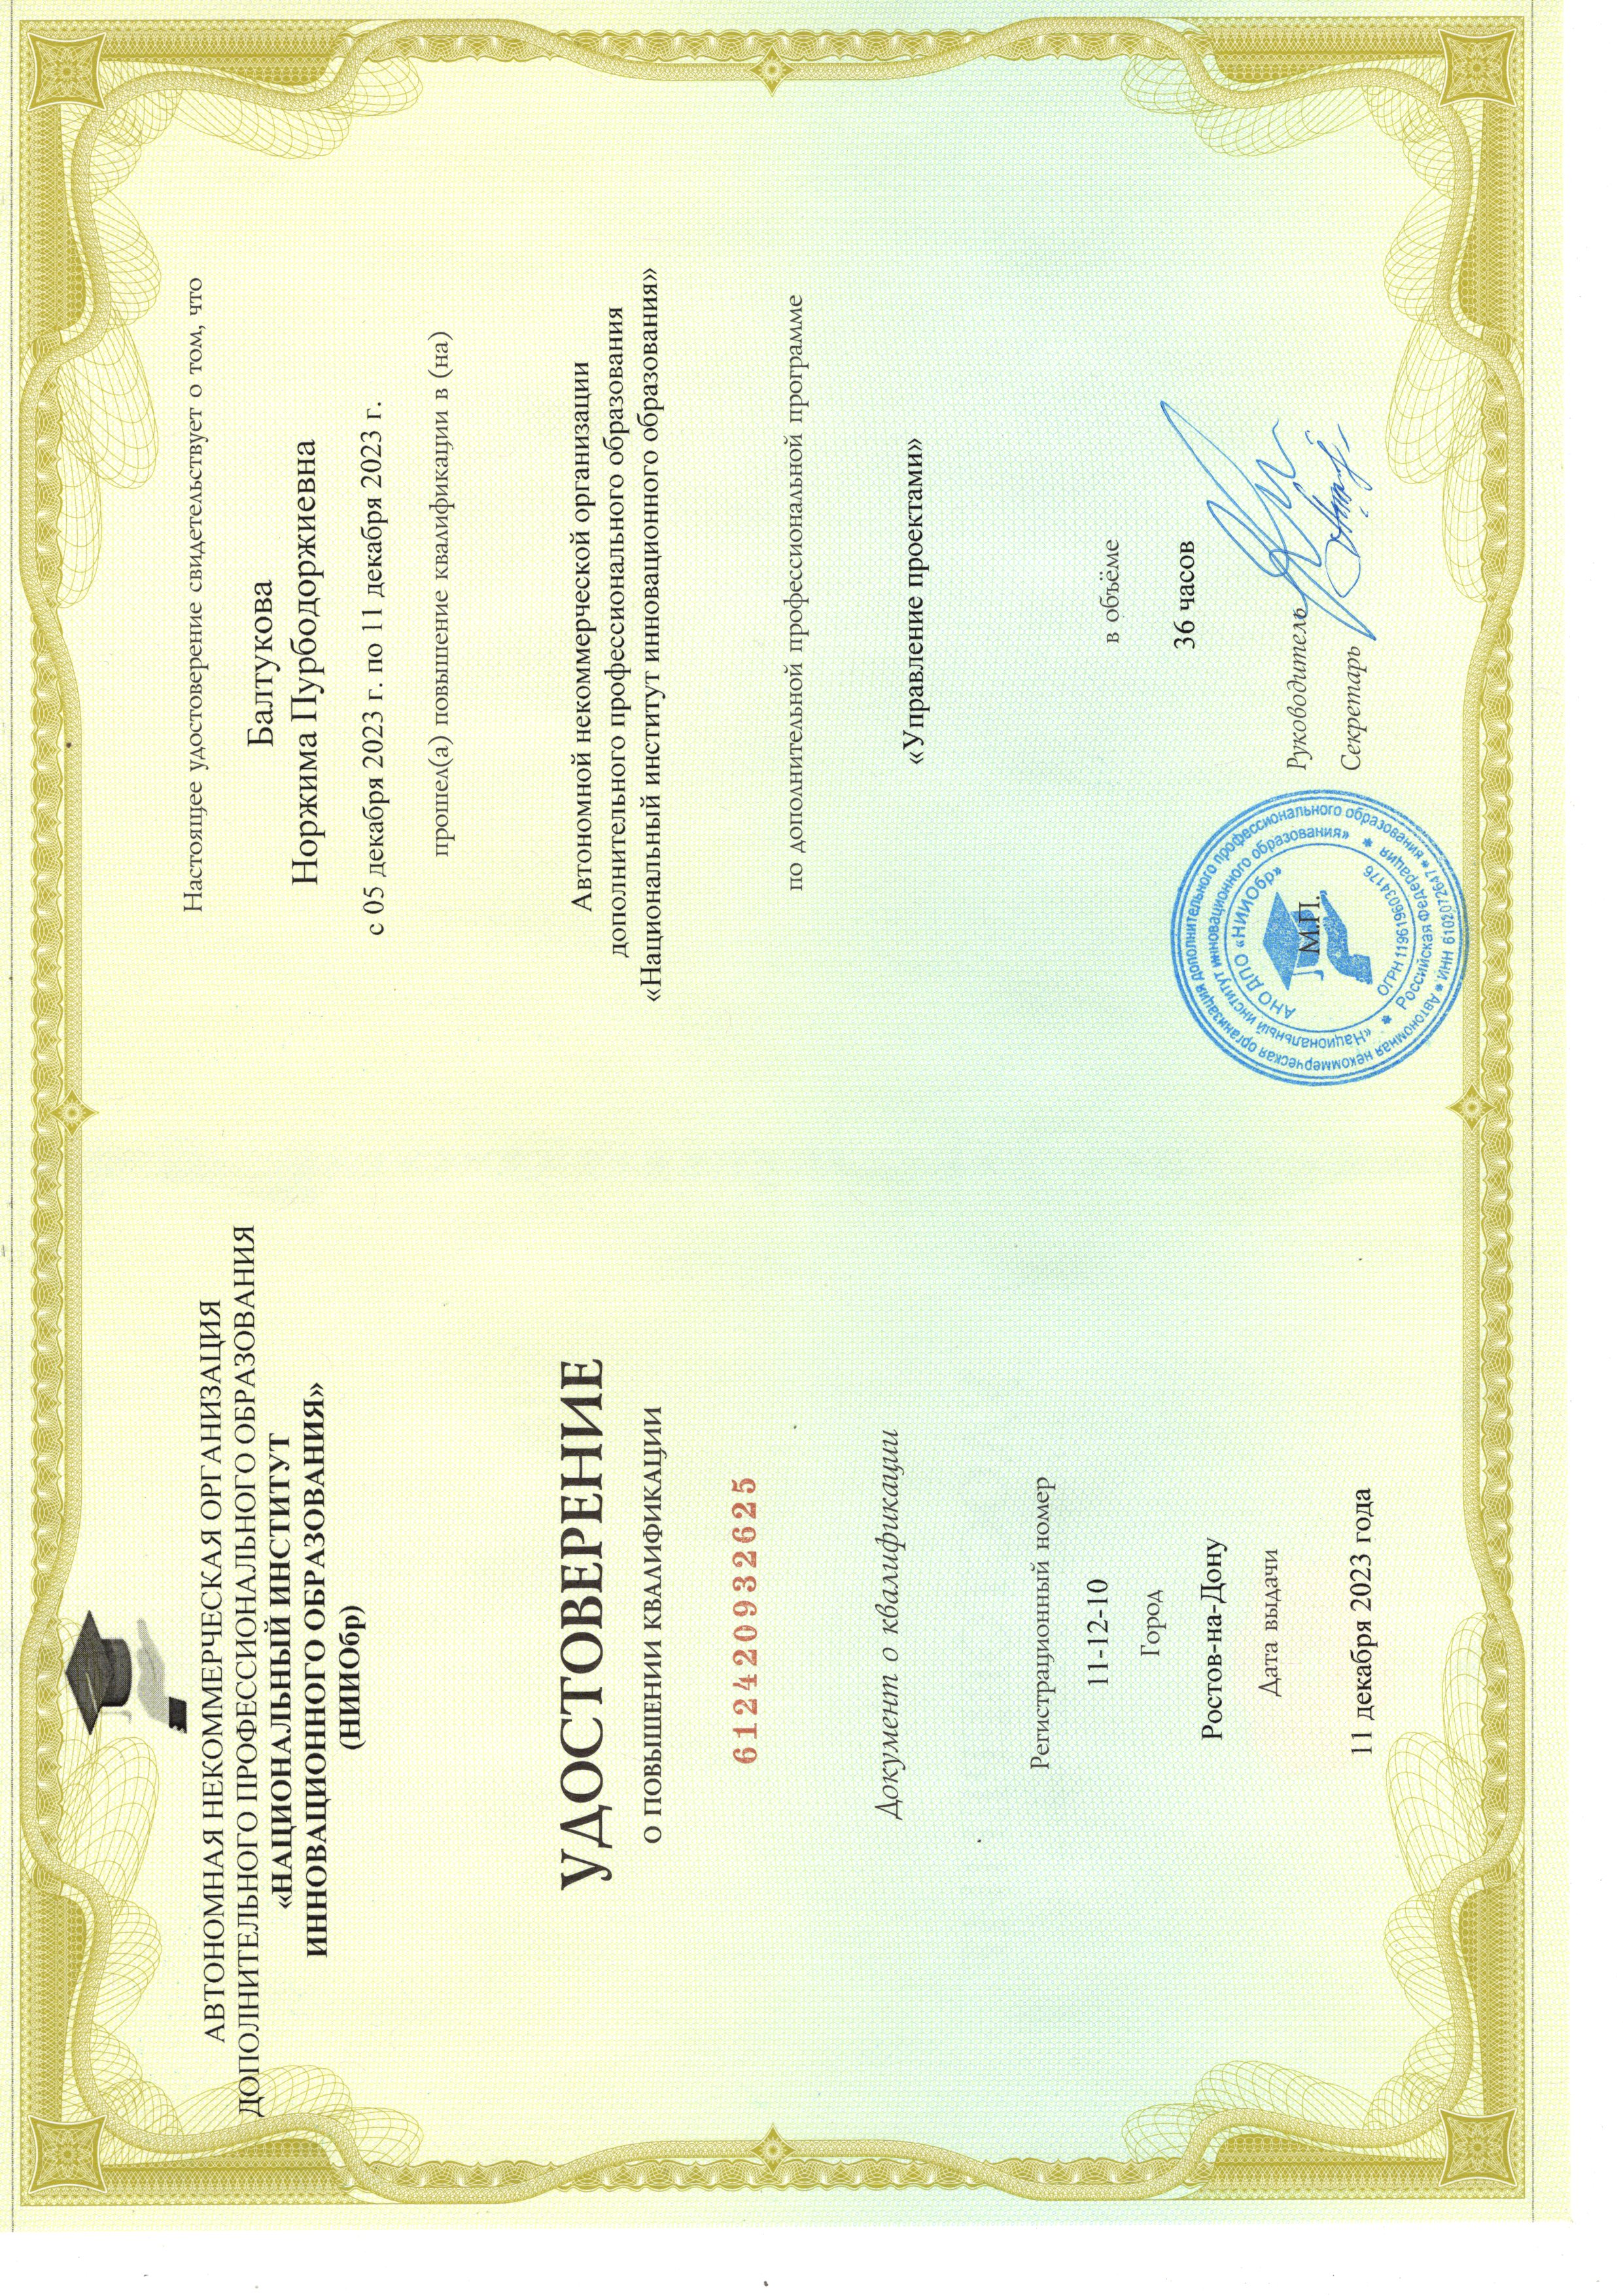 АВТОНОМНАЯ НЕКОММЕРЧЕСКАЯ ОРГАНИЗАЦИЯ
ДОПОЛНИТЕЛЬНОГО ПРОФЕССИОНАЛЬНОГО ОБРАЗОВАНИЯ
«НАЦИОНАЛЬНЫЙ ИНСТИТУТ
ИННОВАЦИОННОГО ОБРАЗОВАНИЯ»
(НИИОбр)
УДОСТОВЕРЕНИЕ
О ПОВЫШЕНИИ КВАЛИФИКАЦИИ
612420932625
Документ о квалификации
Регистрационный номер
11-12-10
Город
Ростов-на-Дону
Дата выдачи
11 декабря 2023 года
Настоящее удостоверение свидетельствует о том, что
Балтукова
Норжима Пурбодоржиевна
с 05 декабря 2023 г. по 11 декабря 2023 г.
прошел(а) повышение квалификации в (на)
Автономной некоммерческой организации
дополнительного профессионального образования
«Национальный институт инновационного образования»
по дополнительной профессиональной программе
«Управление проектами»
в объёме
36 часов
Руководитель
Секретарь
М.П.
Автономная некоммерческая организация дополнительного профессионального образования * ИНН 6102072647 *
«Национальный институт инновационного образования» * Российская Федерация *
АНО ДПО «НИИОбр»
ОГРН 1196196034176